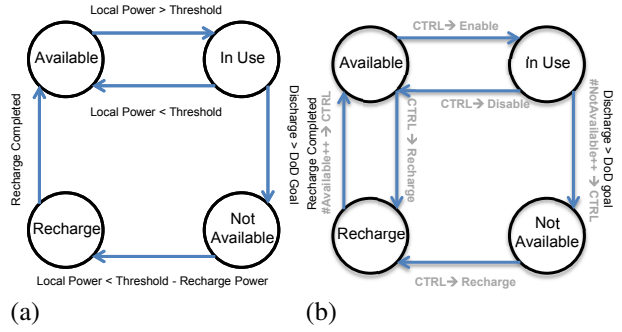 Local Power > Threshold
Available
In Use
Local Power < Threshold
Recharge Completed
Discharge > DoD Goal
Recharge
Not
Available
Local Power < Threshold - Recharge Power
(a)
CTRL→ Enable
Available
In Use
CTRL→ Disable
Recharge Completed
#Available++ → CTRL
CTRL → Recharge
#NotAvailable++ → CTRL
Discharge > DoD goal
Recharge
Not
Available
CTRL→ Recharge
(b)